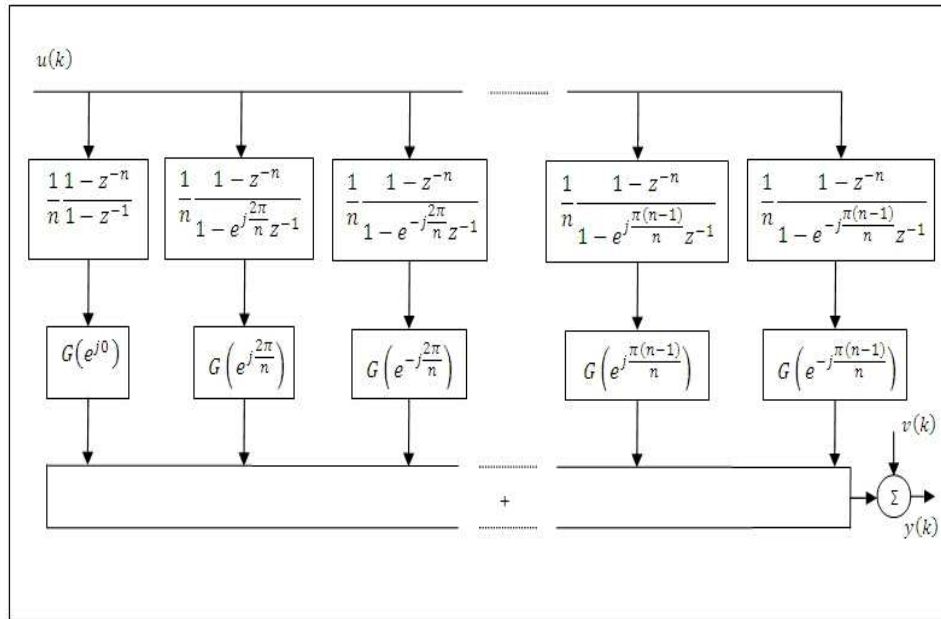 u(k)
1/n (1 − z⁻ⁿ)/(1 − z⁻¹)
1/n (1 − z⁻ⁿ)/(1 − e^{j2π/n} z⁻¹)
1/n (1 − z⁻ⁿ)/(1 − e^{−j2π/n} z⁻¹)
1/n (1 − z⁻ⁿ)/(1 − e^{jπ(n−1)/n} z⁻¹)
1/n (1 − z⁻ⁿ)/(1 − e^{−jπ(n−1)/n} z⁻¹)
G(e^{j0})
G(e^{j2π/n})
G(e^{−j2π/n})
G(e^{jπ(n−1)/n})
G(e^{−jπ(n−1)/n})
v(k)
+
Σ
y(k)